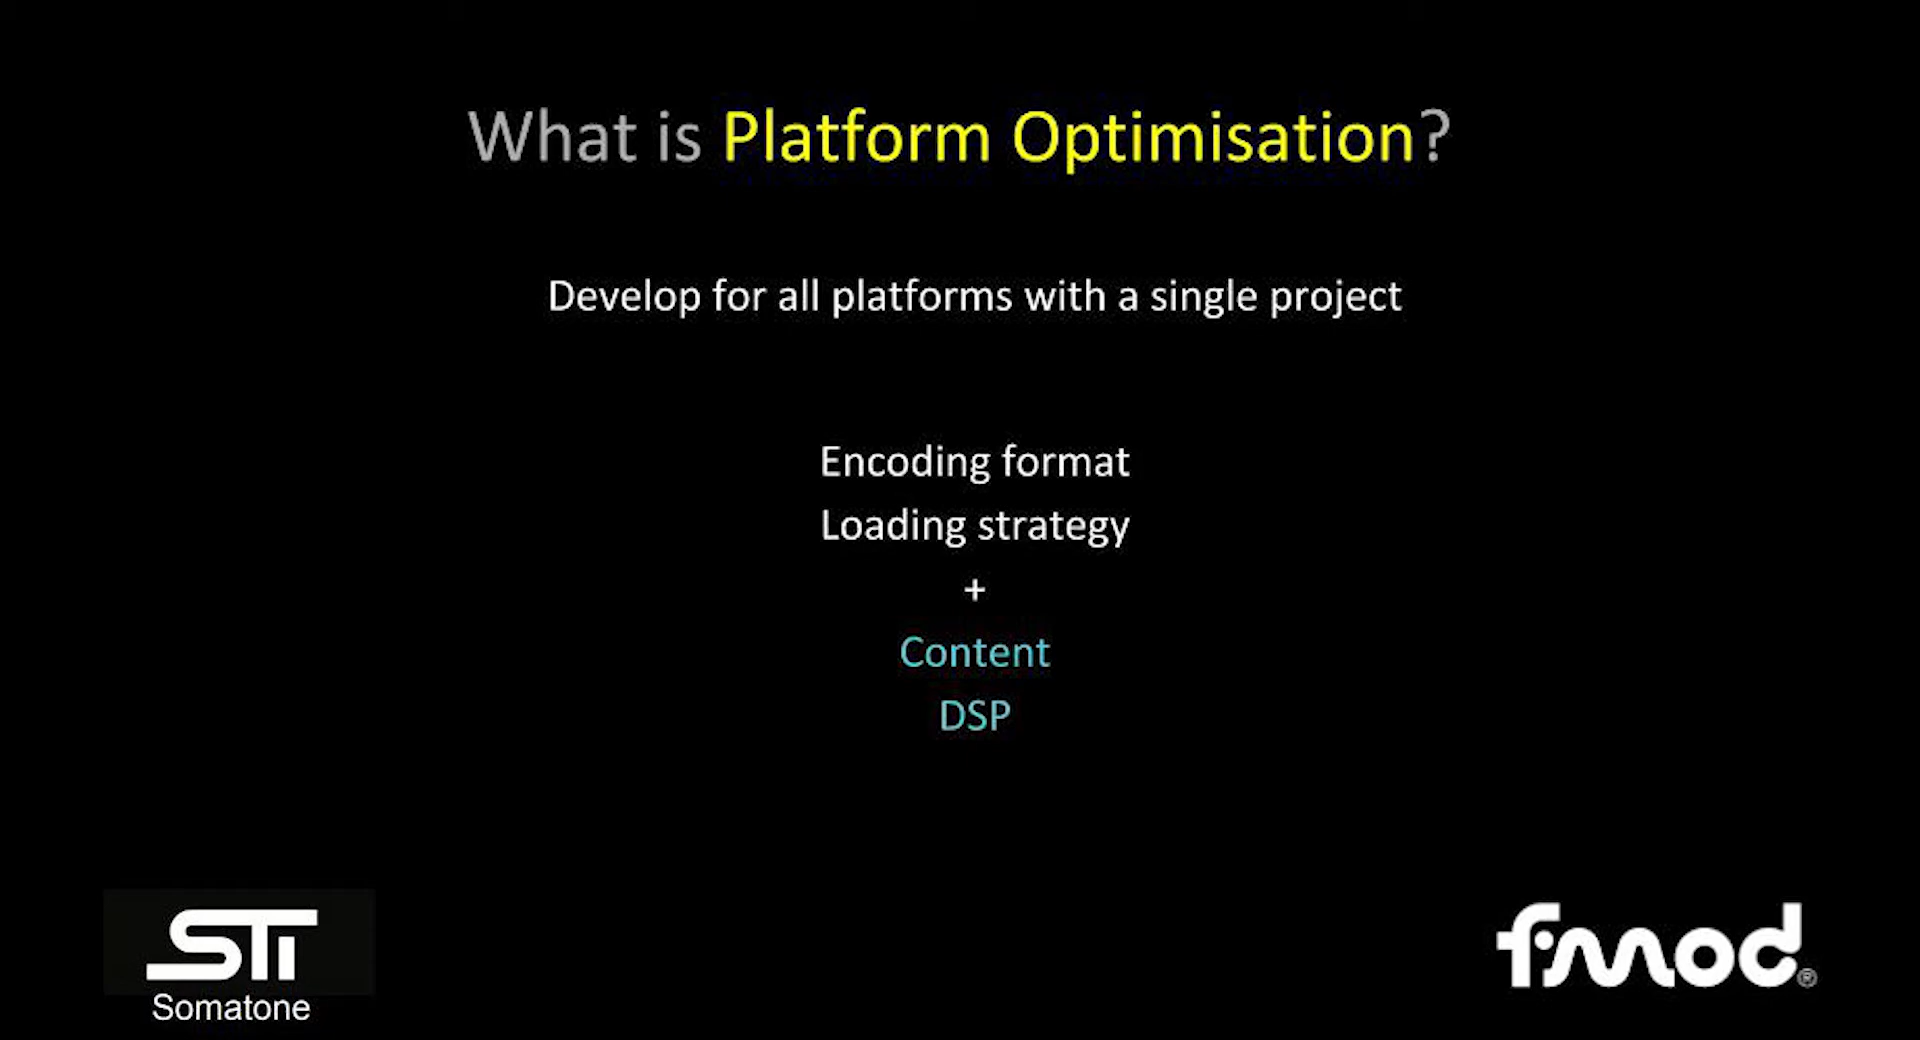 What is Platform Optimisation?
Develop for all platforms with a single project
Encoding format
Loading strategy
+
Content
DSP
STI
Somatone
fmod®